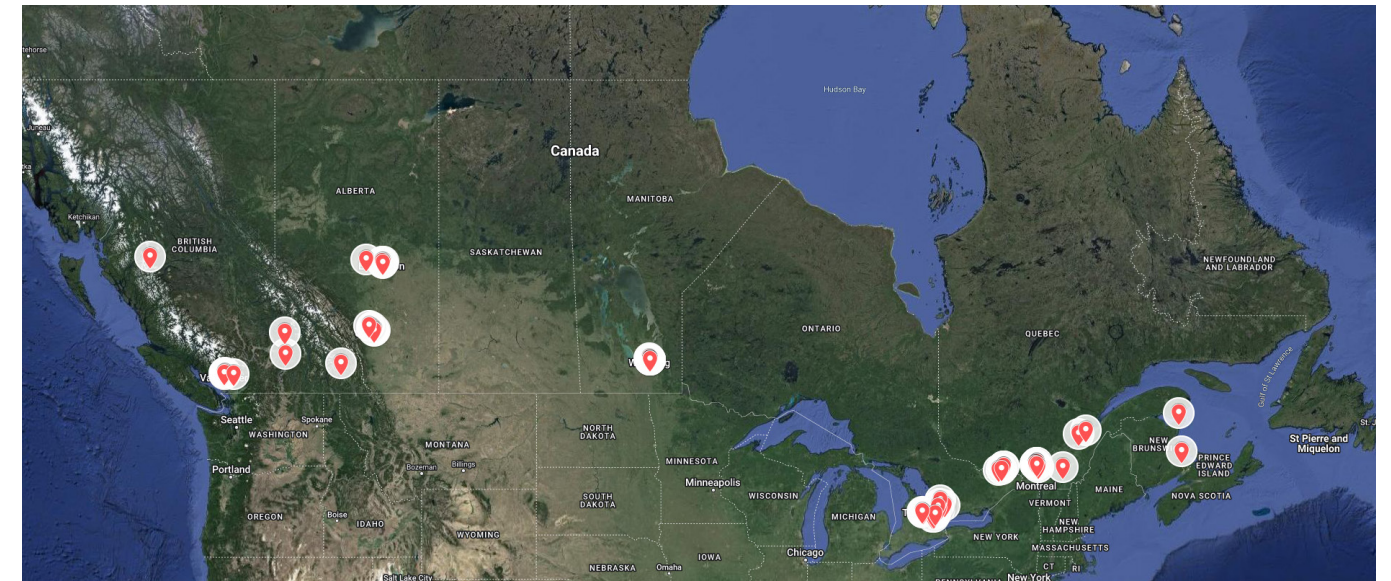 Hudson Bay
Juneau
Canada
ALBERTA
MANITOBA
Ketchikan
BRITISH
COLUMBIA
SASKATCHEWAN
NEWFOUNDLAND
AND LABRADOR
ONTARIO
QUEBEC
Gulf of St Lawrence
Seattle
Spokane
WASHINGTON
NORTH
DAKOTA
MONTANA
Bozeman
Billings
St Pierre and
Miquelon
NEW
PRINCE
EDWARD
ISLAND
MINNESOTA
Portland
Minneapolis
Montreal
MAINE
NOVA SCOTIA
WISCONSIN
SOUTH
DAKOTA
VERMONT
OREGON
Boise
IDAHO
MICHIGAN
NEW
HAMPSHIRE
WYOMING
NEW YORK
MASSACHUSETTS
Chicago
IOWA
NEBRASKA
Omaha
CT
RI
Salt Lake City
New York